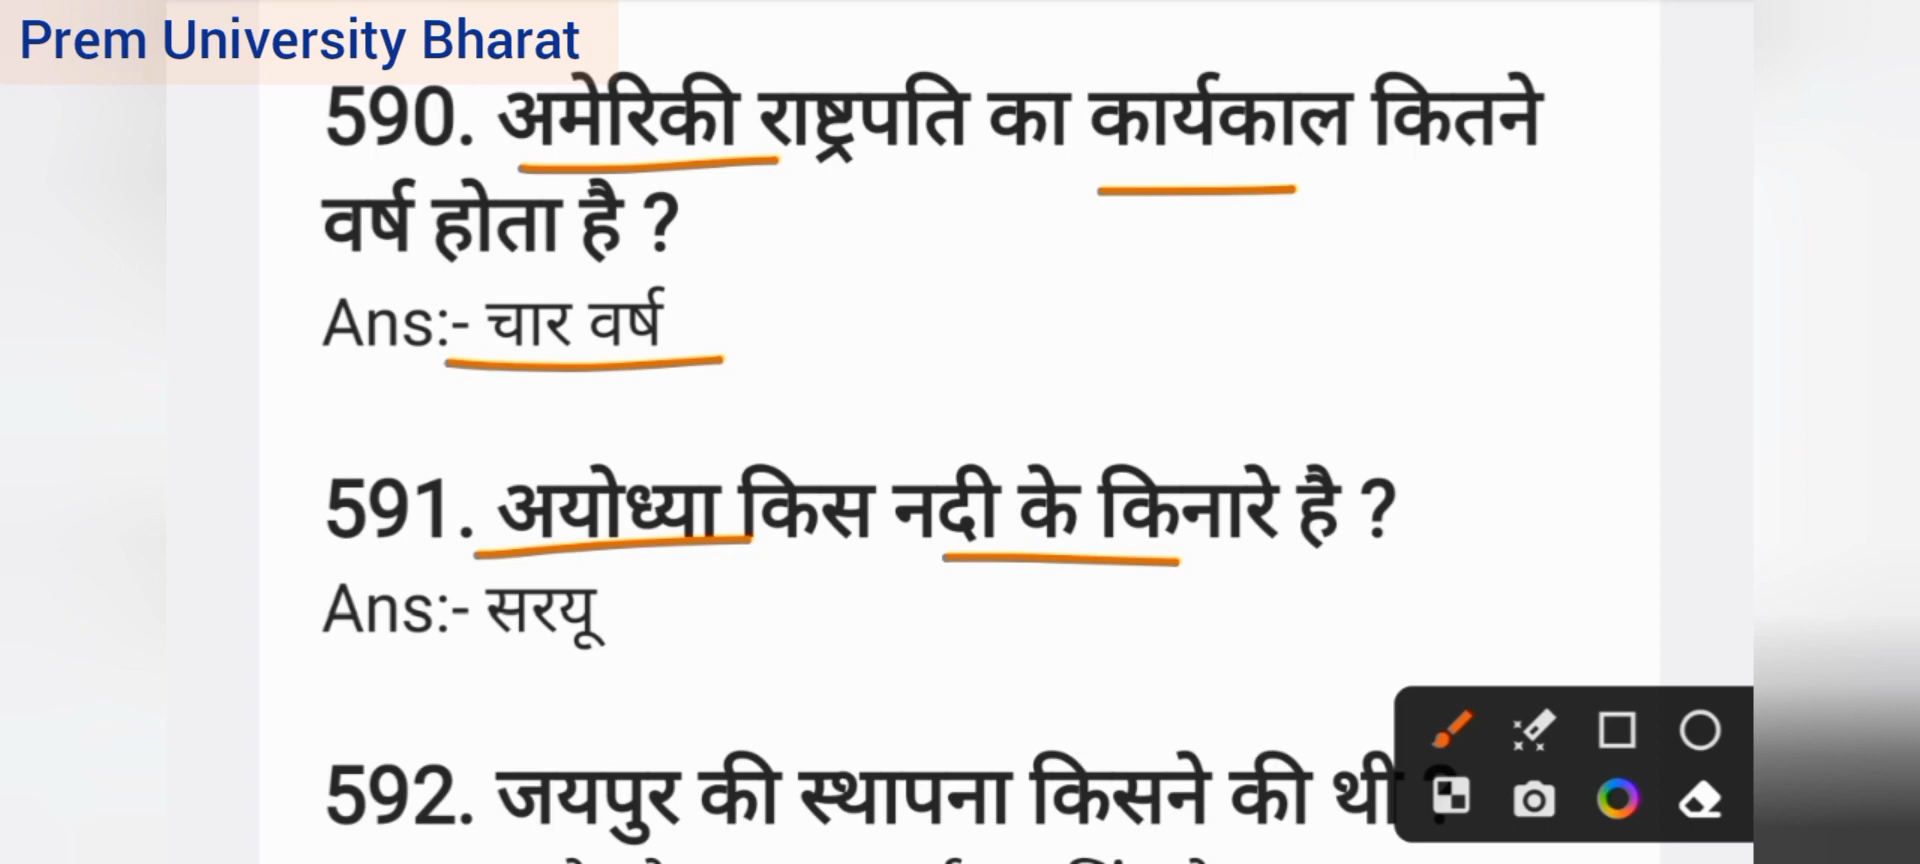 Prem University Bharat
590. अमेरिकी राष्ट्रपति का कार्यकाल कितने
वर्ष होता है ?
Ans:- चार वर्ष
591. अयोध्या किस नदी के किनारे है ?
Ans:- सरयू
592. जयपुर की स्थापना किसने की थी ?